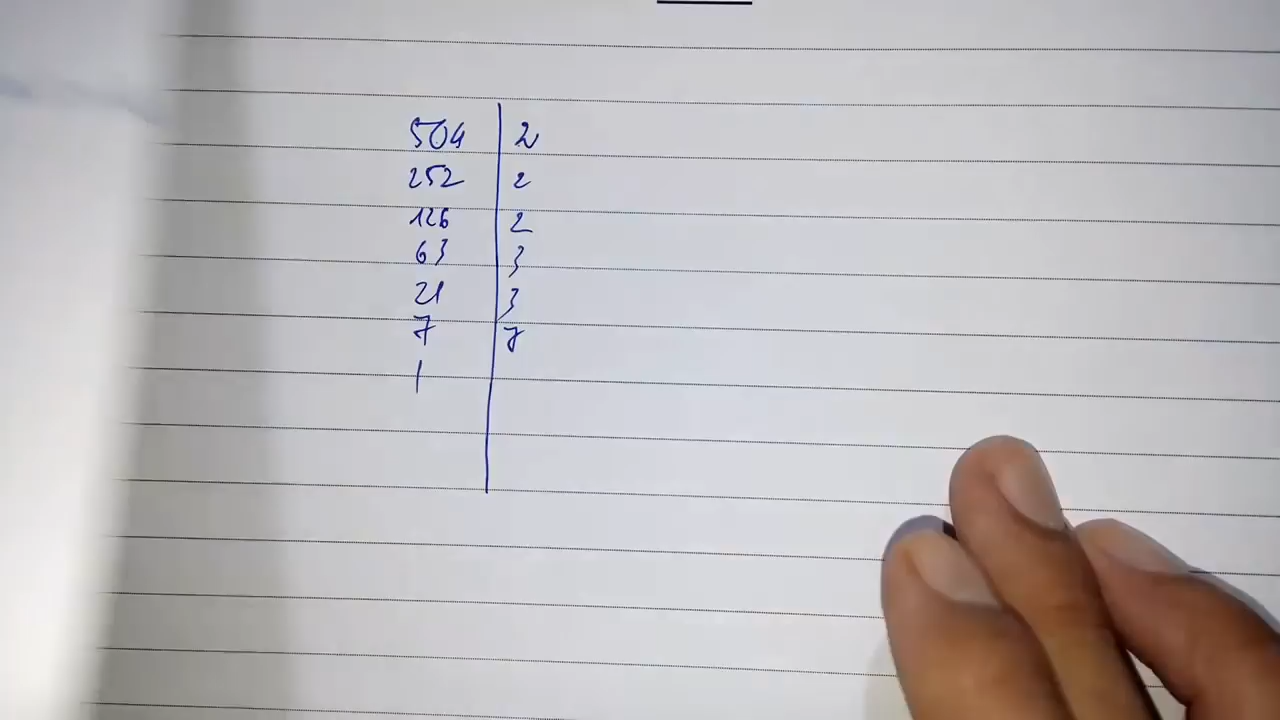 504 | 2
252 | 2
126 | 2
63 | 3
21 | 3
7 | 7
1 |